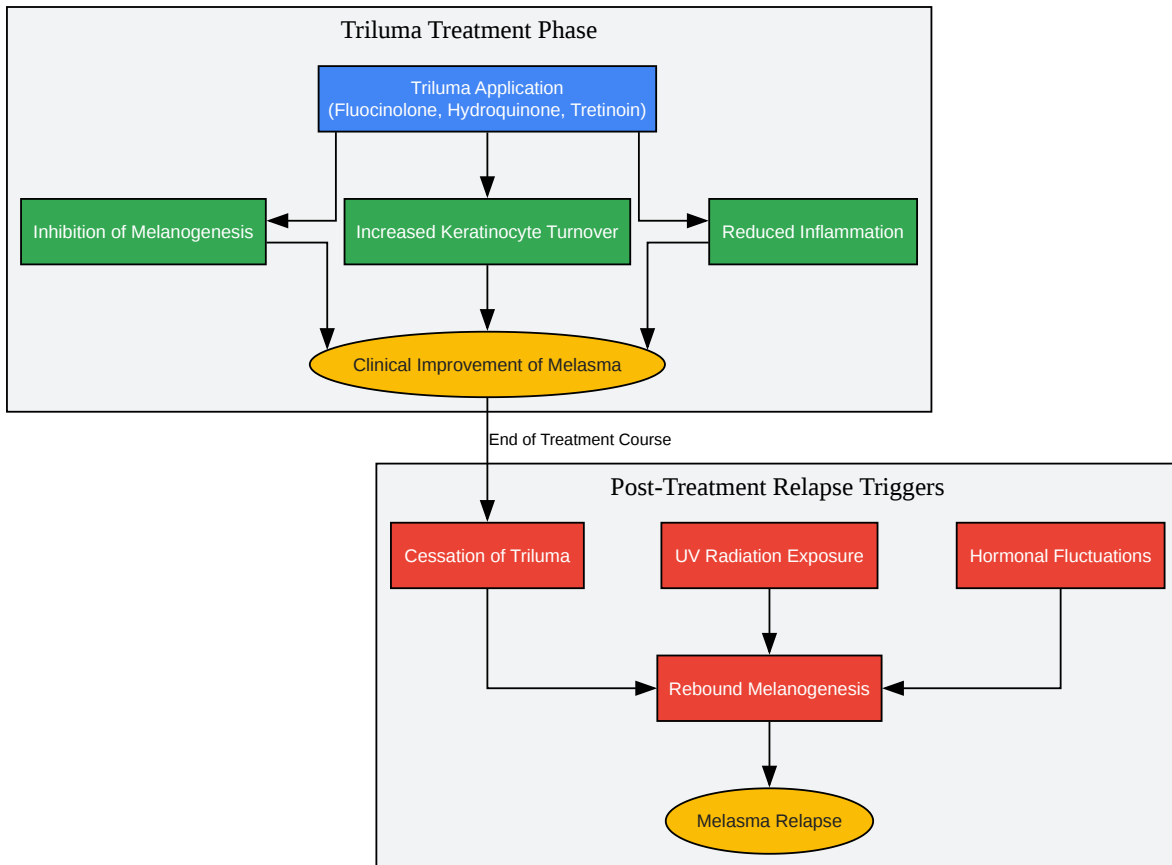 Triluma Treatment Phase
Triluma Application
(Fluocinolone, Hydroquinone, Tretinoin)
Inhibition of Melanogenesis
Increased Keratinocyte Turnover
Reduced Inflammation
Clinical Improvement of Melasma
End of Treatment Course
Post-Treatment Relapse Triggers
Cessation of Triluma
UV Radiation Exposure
Hormonal Fluctuations
Rebound Melanogenesis
Melasma Relapse